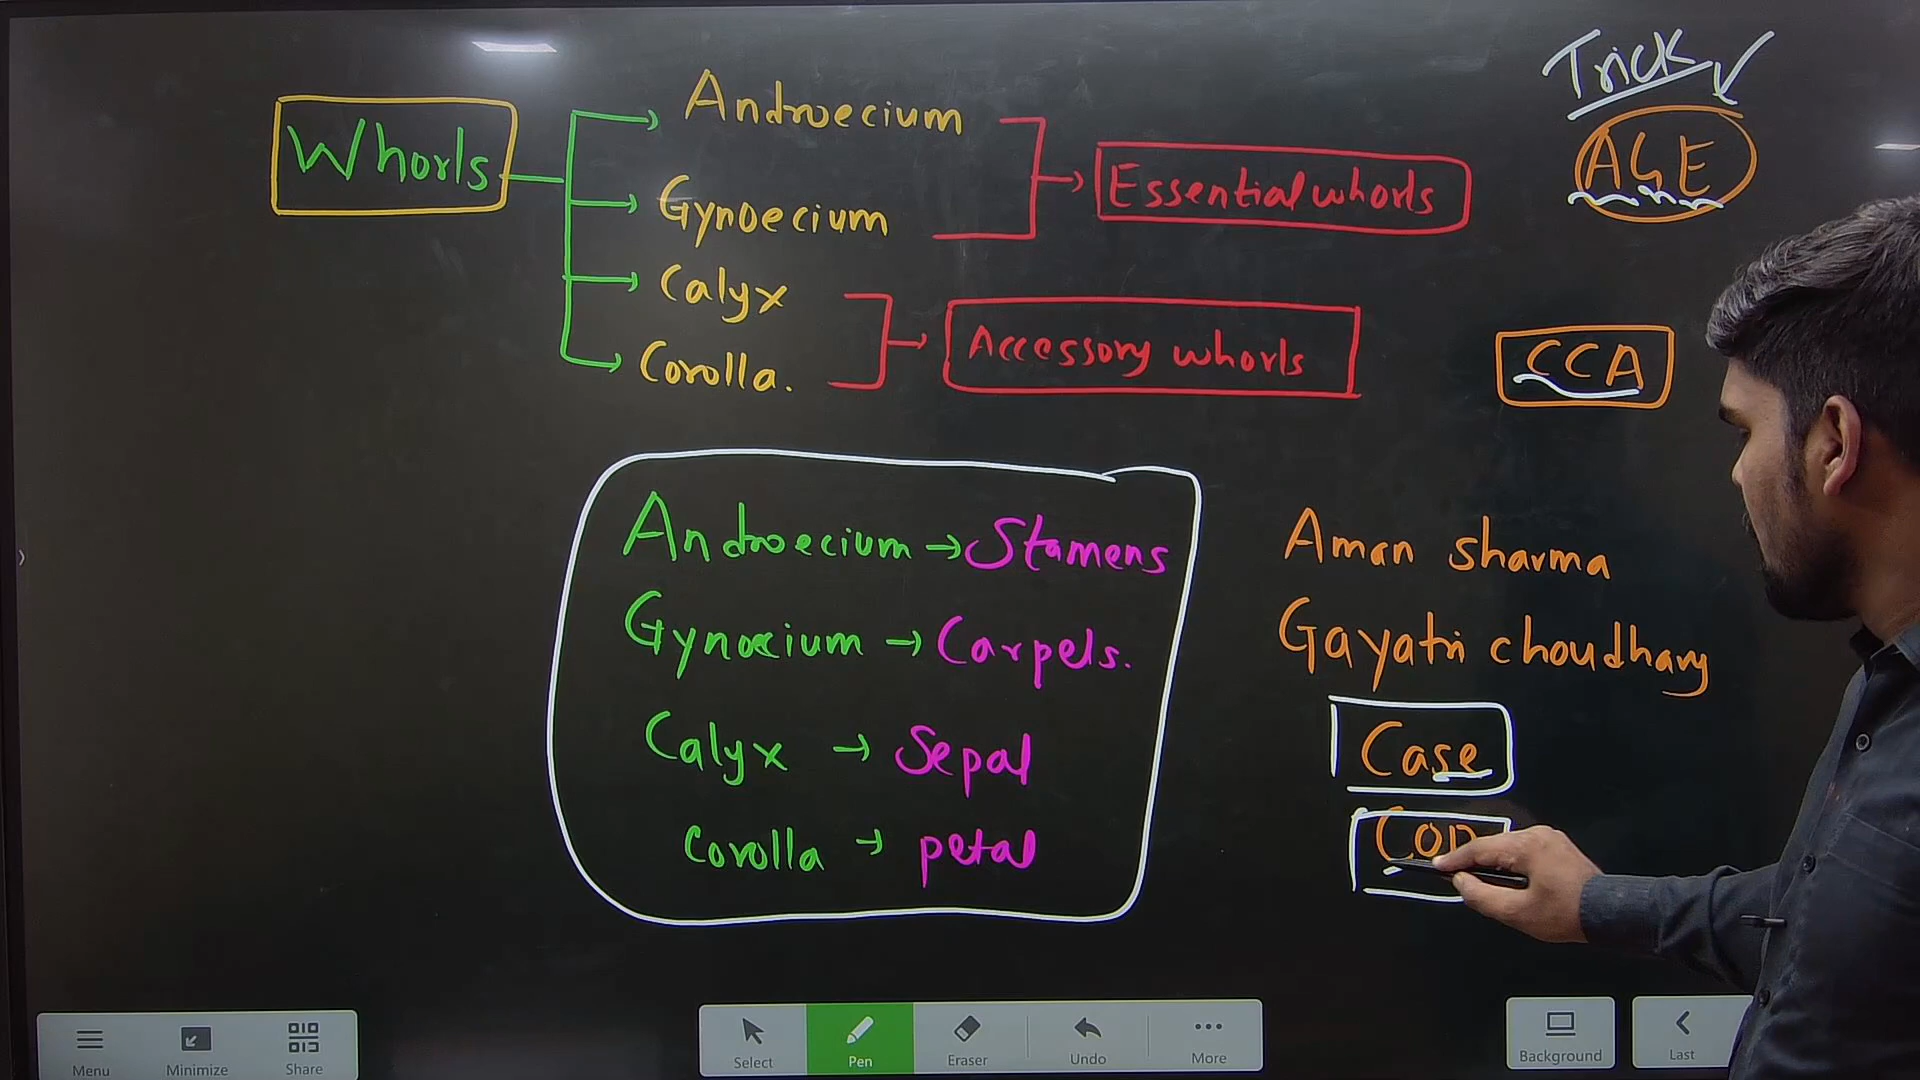 Trick
Whorls
Androecium
Gynoecium
Calyx
Corolla.
Essential whorls
Accessory whorls
AGE
CCA
Androecium → Stamens
Gynoecium → Carpels.
Calyx → Sepal
Corolla → petal
Aman sharma
Gayatri choudhary
Case
Menu
Minimize
Share
Select
Pen
Eraser
Undo
More
Background
Last